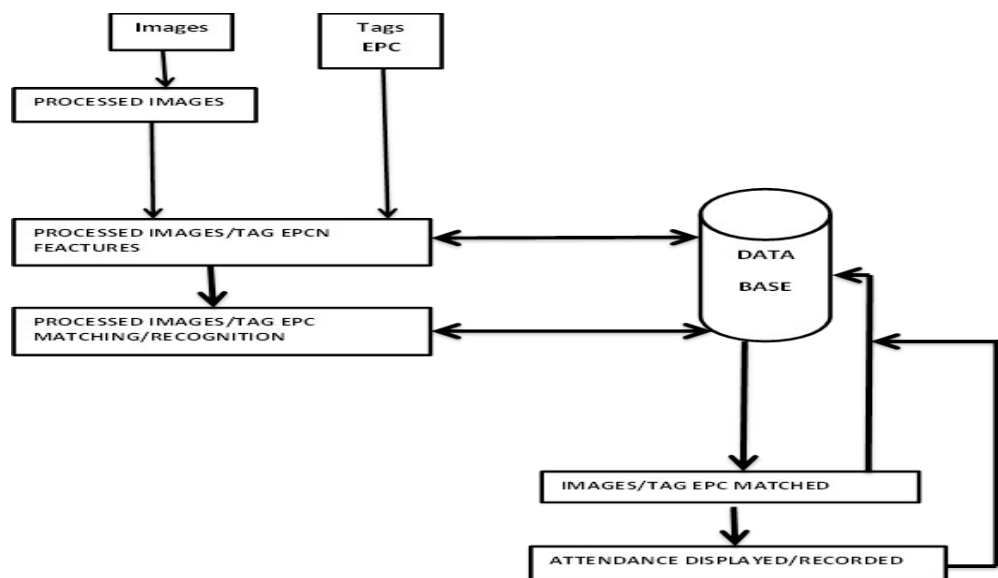 Images
Tags
EPC
PROCESSED IMAGES
PROCESSED IMAGES/TAG EPCN
FEACTURES
DATA
BASE
PROCESSED IMAGES/TAG EPC
MATCHING/RECOGNITION
IMAGES/TAG EPC MATCHED
ATTENDANCE DISPLAYED/RECORDED